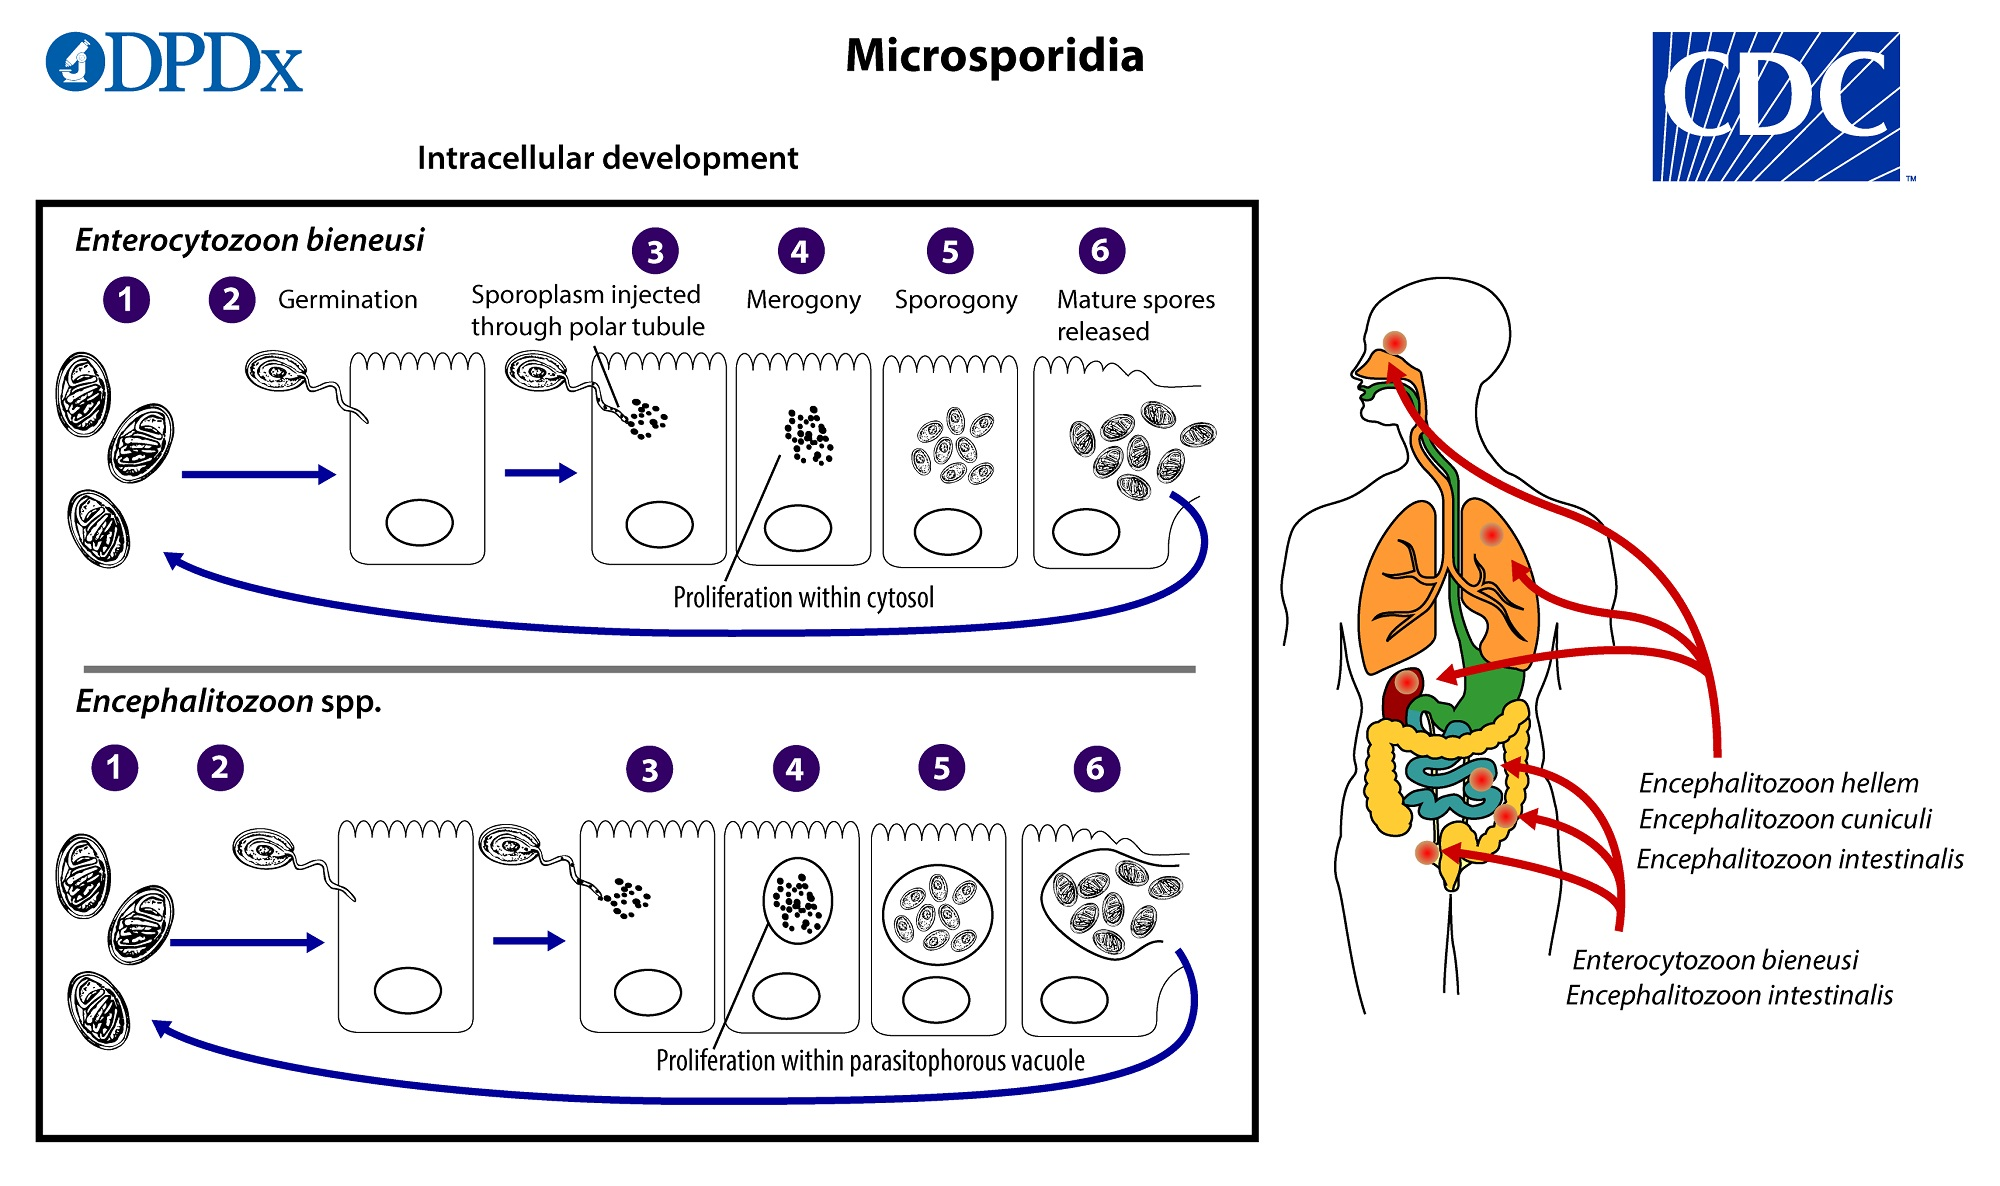 DPDx
Microsporidia
CDC
TM
Intracellular development
Enterocytozoon bieneusi
1
2
Germination
3
Sporoplasm injected
through polar tubule
4
Merogony
5
Sporogony
6
Mature spores
released
Proliferation within cytosol
Encephalitozoon spp.
1
2
3
4
5
6
Proliferation within parasitophorous vacuole
Encephalitozoon hellem
Encephalitozoon cuniculi
Encephalitozoon intestinalis
Enterocytozoon bieneusi
Encephalitozoon intestinalis